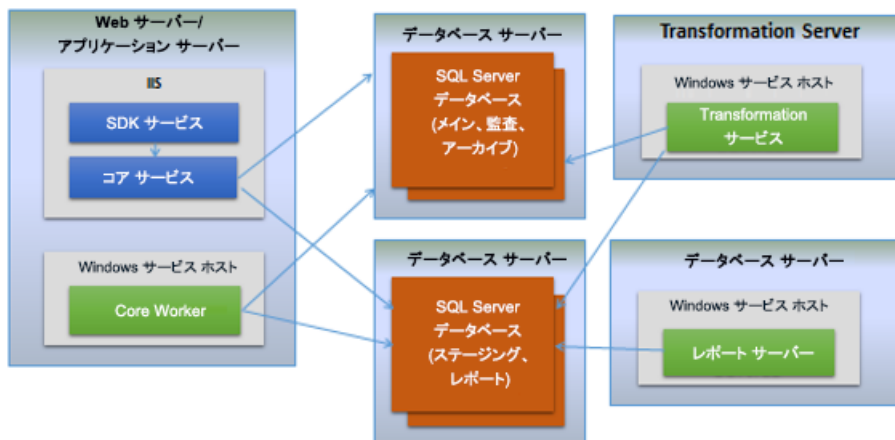 Web サーバー/
アプリケーション サーバー
IIS
SDK サービス
コア サービス
Windows サービス ホスト
Core Worker
データベース サーバー
SQL Server
データベース
(メイン、監査、
アーカイブ)
データベース サーバー
SQL Server
データベース
(ステージング、
レポート)
Transformation Server
Windows サービス ホスト
Transformation
サービス
データベース サーバー
Windows サービス ホスト
レポート サーバー